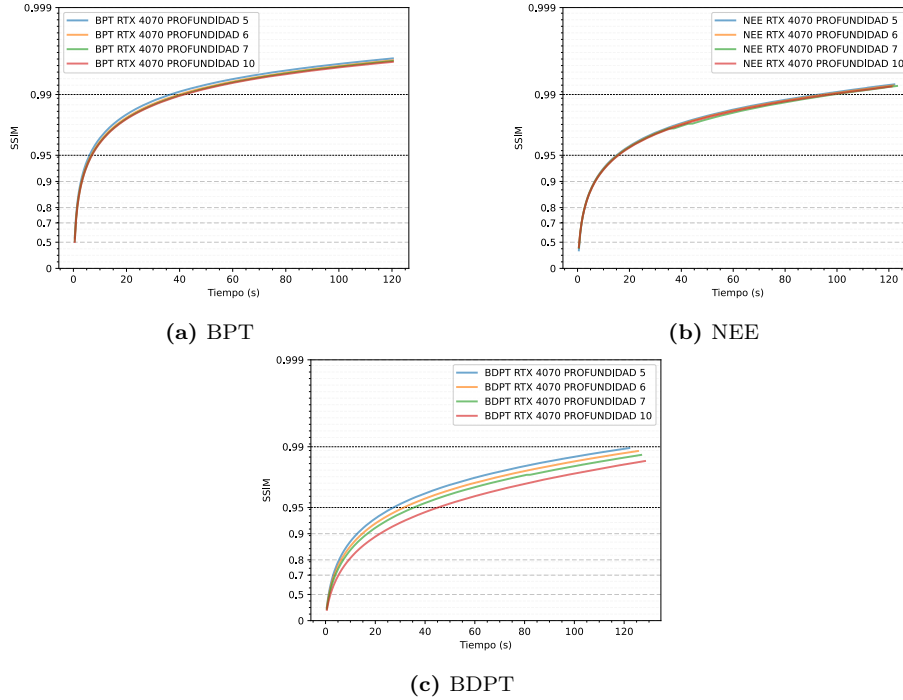 0.999
0.99
0.95
0.9
0.8
0.7
0.5
0
SSIM
BPT RTX 4070 PROFUNDIDAD 5
BPT RTX 4070 PROFUNDIDAD 6
BPT RTX 4070 PROFUNDIDAD 7
BPT RTX 4070 PROFUNDIDAD 10
0 20 40 60 80 100 120
Tiempo (s)
(a) BPT
0.999
0.99
0.95
0.9
0.8
0.7
0.5
0
SSIM
NEE RTX 4070 PROFUNDIDAD 5
NEE RTX 4070 PROFUNDIDAD 6
NEE RTX 4070 PROFUNDIDAD 7
NEE RTX 4070 PROFUNDIDAD 10
0 20 40 60 80 100 120
Tiempo (s)
(b) NEE
0.999
0.99
0.95
0.9
0.8
0.7
0.5
0
SSIM
BDPT RTX 4070 PROFUNDIDAD 5
BDPT RTX 4070 PROFUNDIDAD 6
BDPT RTX 4070 PROFUNDIDAD 7
BDPT RTX 4070 PROFUNDIDAD 10
0 20 40 60 80 100 120
Tiempo (s)
(c) BDPT